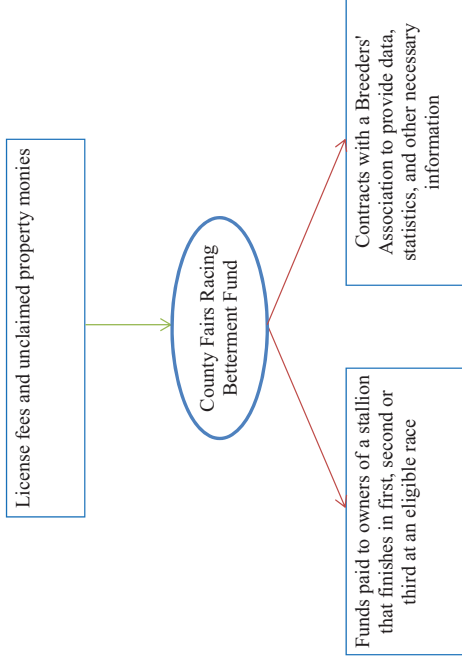 License fees and unclaimed property monies
County Fairs Racing
Betterment Fund
Funds paid to owners of a stallion
that finishes in first, second or
third at an eligible race
Contracts with a Breeders'
Association to provide data,
statistics, and other necessary
information